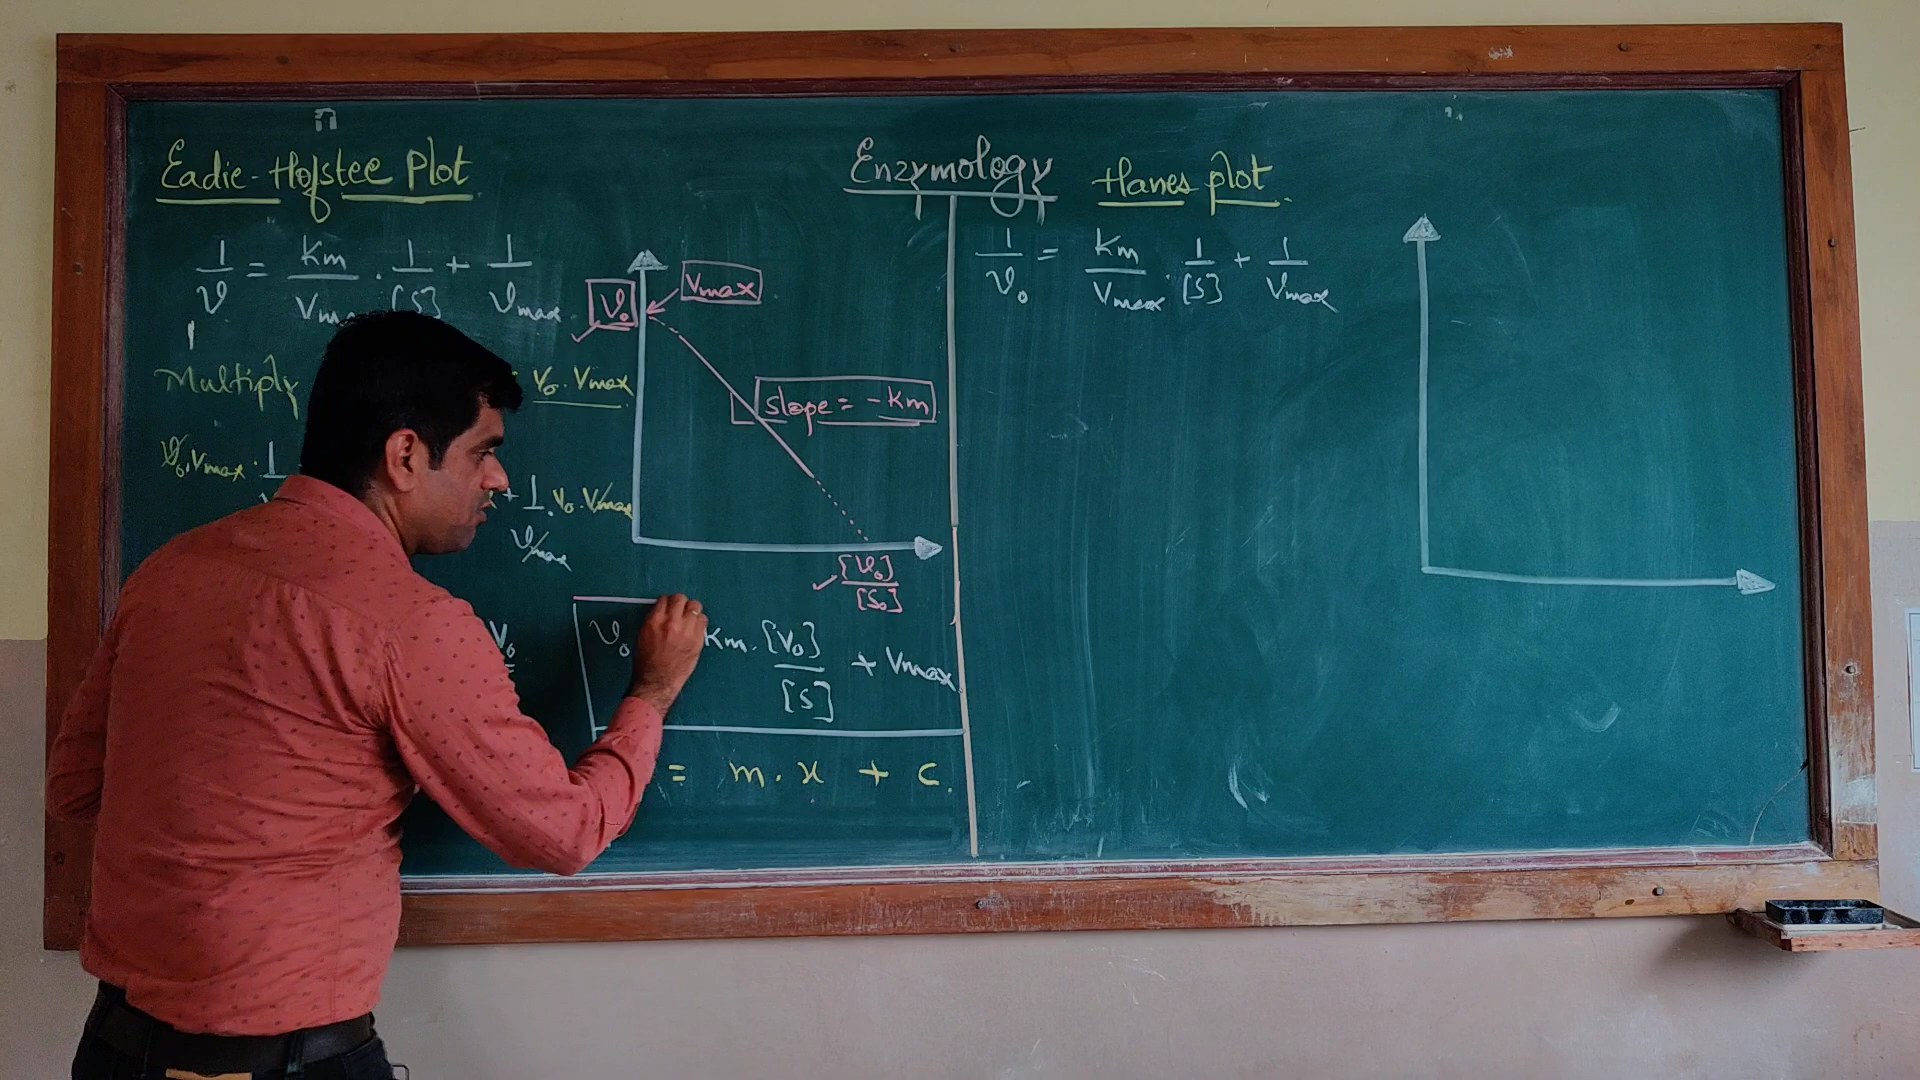 Enzymology
Eadie-Hofstee Plot
1/v = Km/Vm . 1/[S] + 1/Vmax
Multiply v₀.Vmax
v₀.Vmax . 1
+ 1/Vmax . v₀.Vmax
v₀
Vmax
slope = -Km
[v₀]/[S₀]
v₀
v₀ Km. [v₀]/[S] + Vmax
= m.x + c.
Hanes plot.
1/v₀ = Km/Vmax . 1/[S] + 1/Vmax